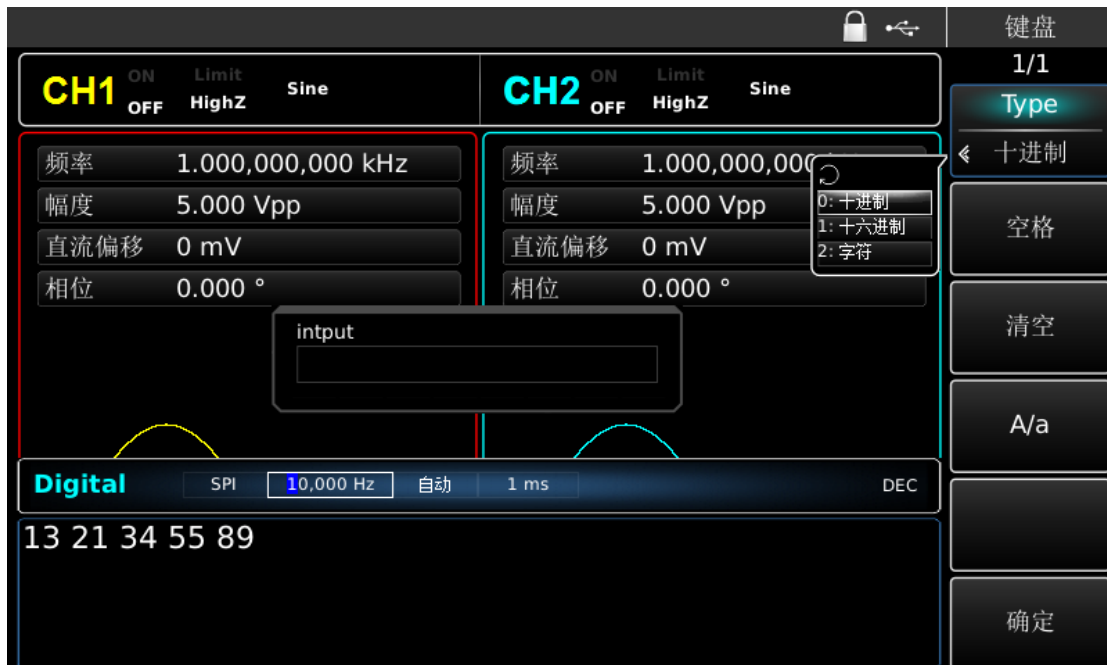 键盘
1/1
CH1 ON OFF Limit HighZ Sine
CH2 ON OFF Limit HighZ Sine
Type
十进制
频率 1.000,000,000 kHz
幅度 5.000 Vpp
直流偏移 0 mV
相位 0.000 °
频率 1.000,000,000
幅度 5.000 Vpp
直流偏移 0 mV
相位 0.000 °
0: 十进制
1: 十六进制
2: 字符
空格
清空
A/a
确定
intput
Digital SPI 10,000 Hz 自动 1 ms DEC
13 21 34 55 89